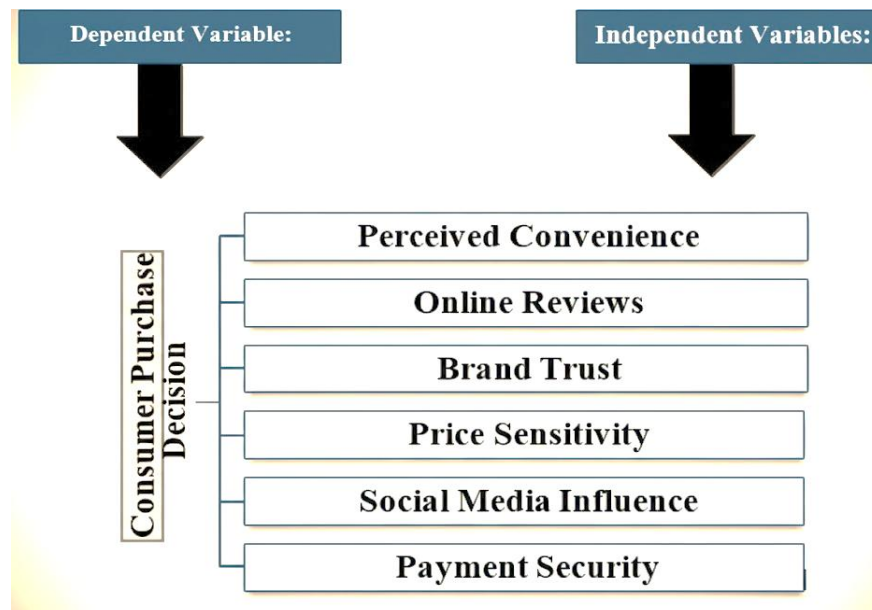 Dependent Variable:
Independent Variables:
Consumer Purchase
Decision
Perceived Convenience
Online Reviews
Brand Trust
Price Sensitivity
Social Media Influence
Payment Security